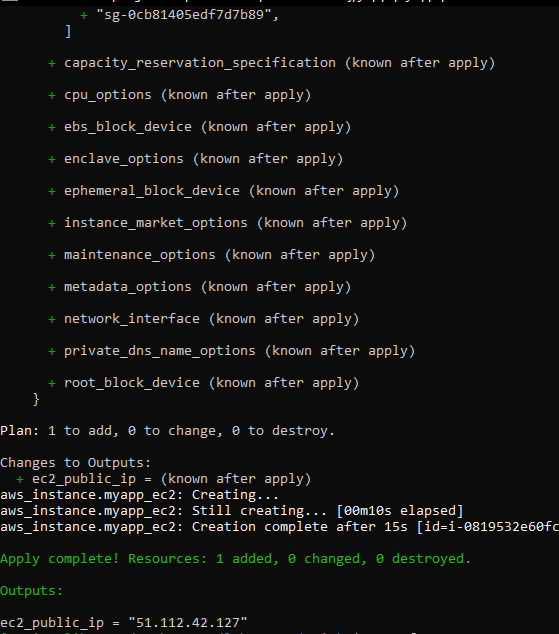 + "sg-0cb81405edf7d7b89",
]
+ capacity_reservation_specification (known after apply)
+ cpu_options (known after apply)
+ ebs_block_device (known after apply)
+ enclave_options (known after apply)
+ ephemeral_block_device (known after apply)
+ instance_market_options (known after apply)
+ maintenance_options (known after apply)
+ metadata_options (known after apply)
+ network_interface (known after apply)
+ private_dns_name_options (known after apply)
+ root_block_device (known after apply)
}
Plan: 1 to add, 0 to change, 0 to destroy.
Changes to Outputs:
+ ec2_public_ip = (known after apply)
aws_instance.myapp_ec2: Creating...
aws_instance.myapp_ec2: Still creating... [00m10s elapsed]
aws_instance.myapp_ec2: Creation complete after 15s [id=i-0819532e60fc
Apply complete! Resources: 1 added, 0 changed, 0 destroyed.
Outputs:
ec2_public_ip = "51.112.42.127"